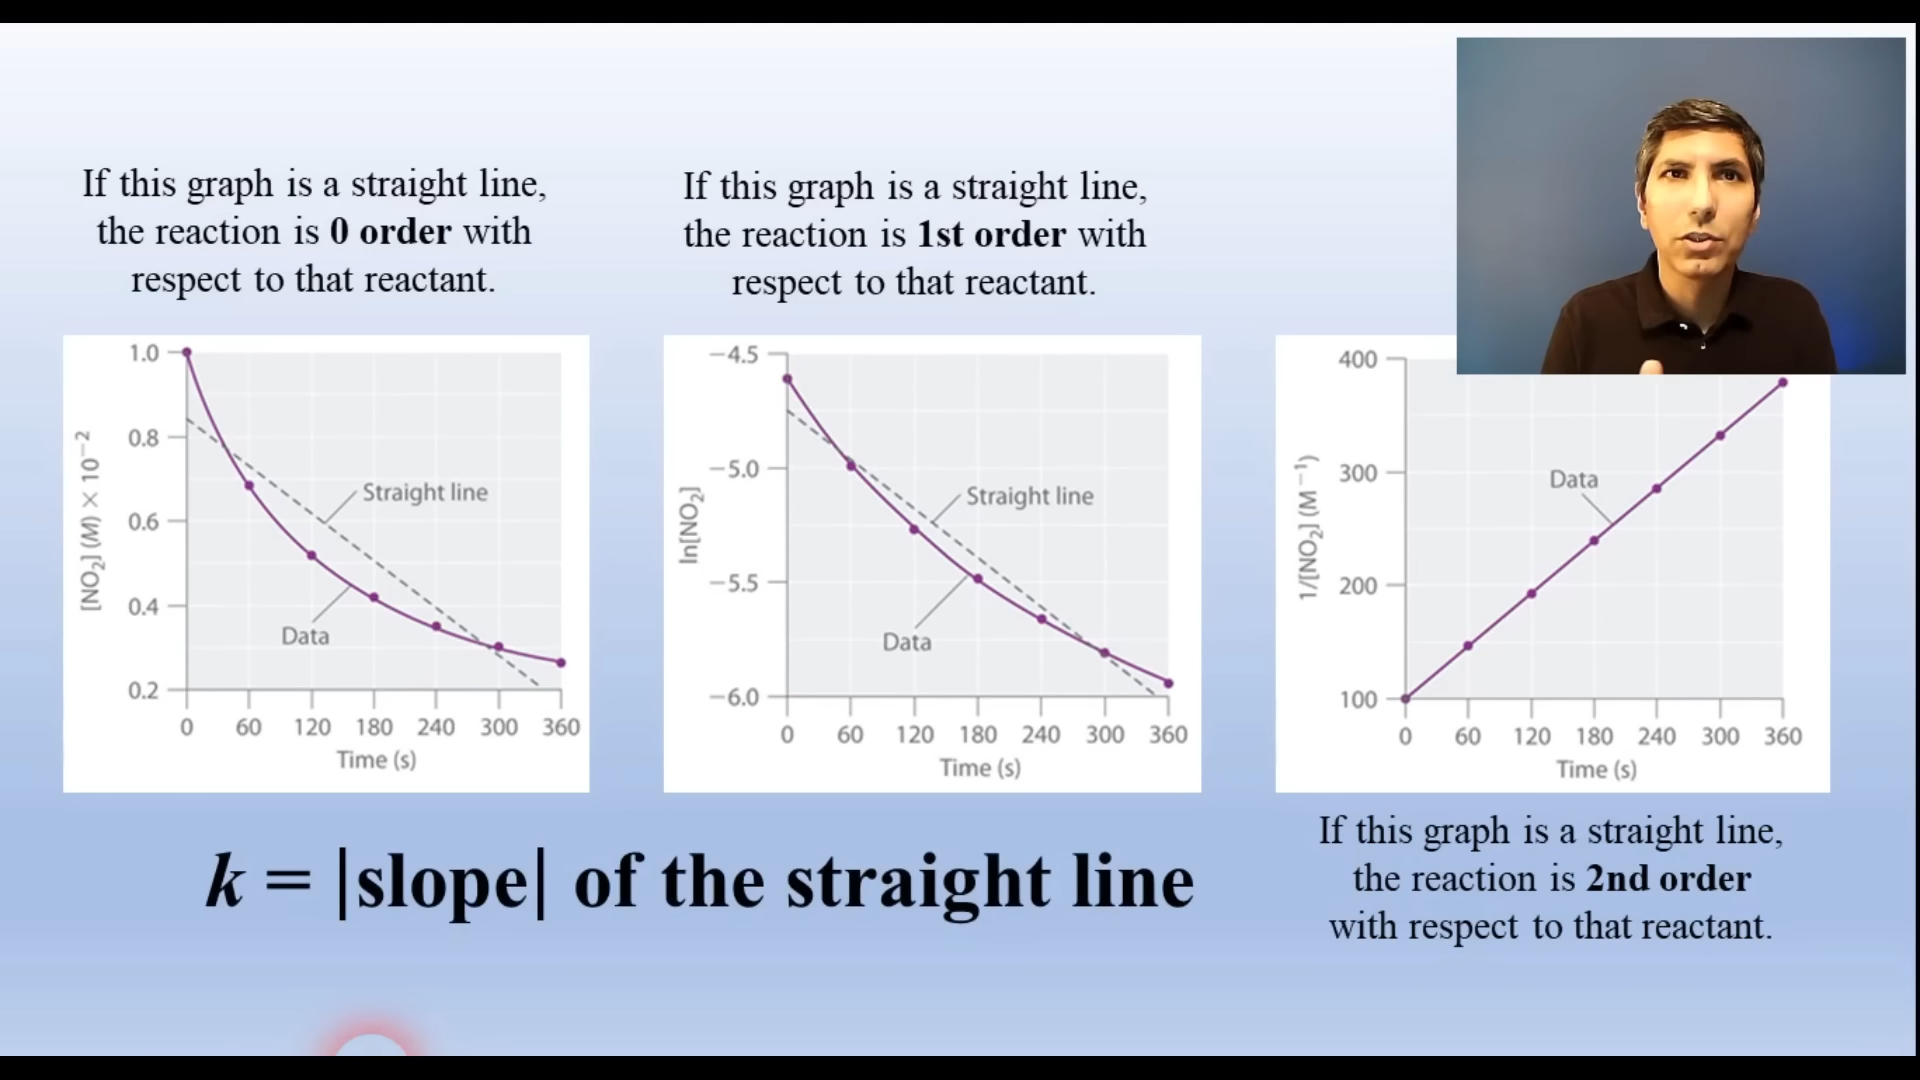 If this graph is a straight line,
the reaction is 0 order with
respect to that reactant.
If this graph is a straight line,
the reaction is 1st order with
respect to that reactant.
1.0
0.8
0.6
0.4
0.2
[NO₂] (M) × 10⁻²
Straight line
Data
0 60 120 180 240 300 360
Time (s)
−4.5
−5.0
−5.5
−6.0
ln[NO₂]
Straight line
Data
0 60 120 180 240 300 360
Time (s)
400
300
200
100
1/[NO₂] (M⁻¹)
Data
0 60 120 180 240 300 360
Time (s)
k = |slope| of the straight line
If this graph is a straight line,
the reaction is 2nd order
with respect to that reactant.